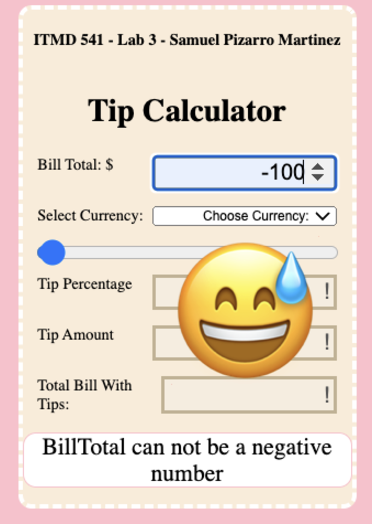 ITMD 541 - Lab 3 - Samuel Pizarro Martinez
Tip Calculator
Bill Total: $
-100
Select Currency:
Choose Currency:
Tip Percentage
!
Tip Amount
!
Total Bill With
Tips:
!
BillTotal can not be a negative
number